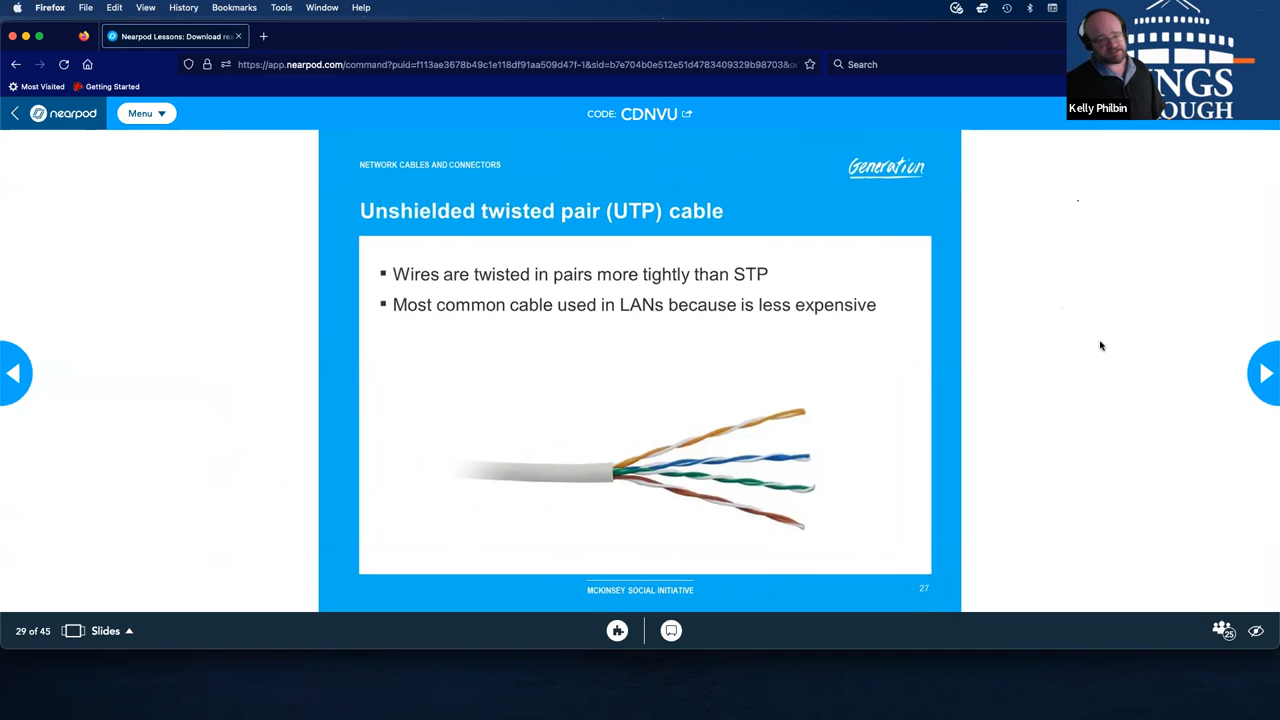 Firefox File Edit View History Bookmarks Tools Window Help
Nearpod Lessons: Download rea
https://app.nearpod.com/command?puid=f113ae3678b49c1e118df91aa509d47f-1&sid=b7e704b0e512e51d4783409329b98703&
Search
Most Visited Getting Started
nearpod Menu
CODE: CDNVU
NGS
OUGH
Kelly Philbin
NETWORK CABLES AND CONNECTORS
Generation
Unshielded twisted pair (UTP) cable
▪ Wires are twisted in pairs more tightly than STP
▪ Most common cable used in LANs because is less expensive
MCKINSEY SOCIAL INITIATIVE
27
29 of 45 Slides
25